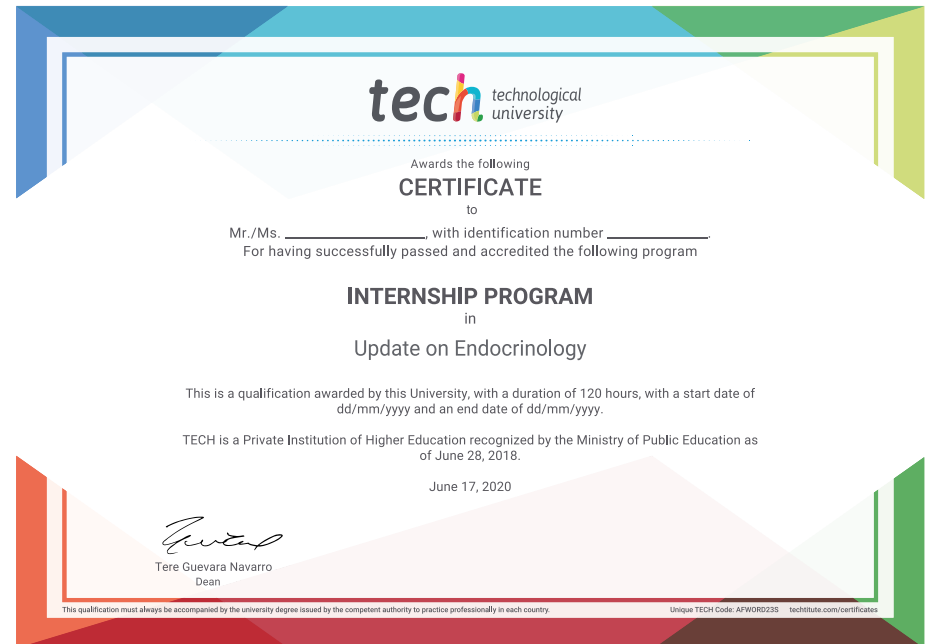 tech technological
university
Awards the following
CERTIFICATE
to
Mr./Ms. ____________________, with identification number ______________.
For having successfully passed and accredited the following program
INTERNSHIP PROGRAM
in
Update on Endocrinology
This is a qualification awarded by this University, with a duration of 120 hours, with a start date of
dd/mm/yyyy and an end date of dd/mm/yyyy.
TECH is a Private Institution of Higher Education recognized by the Ministry of Public Education as
of June 28, 2018.
June 17, 2020
Tere Guevara Navarro
Dean
This qualification must always be accompanied by the university degree issued by the competent authority to practice professionally in each country.
Unique TECH Code: AFWORD23S techtitute.com/certificates